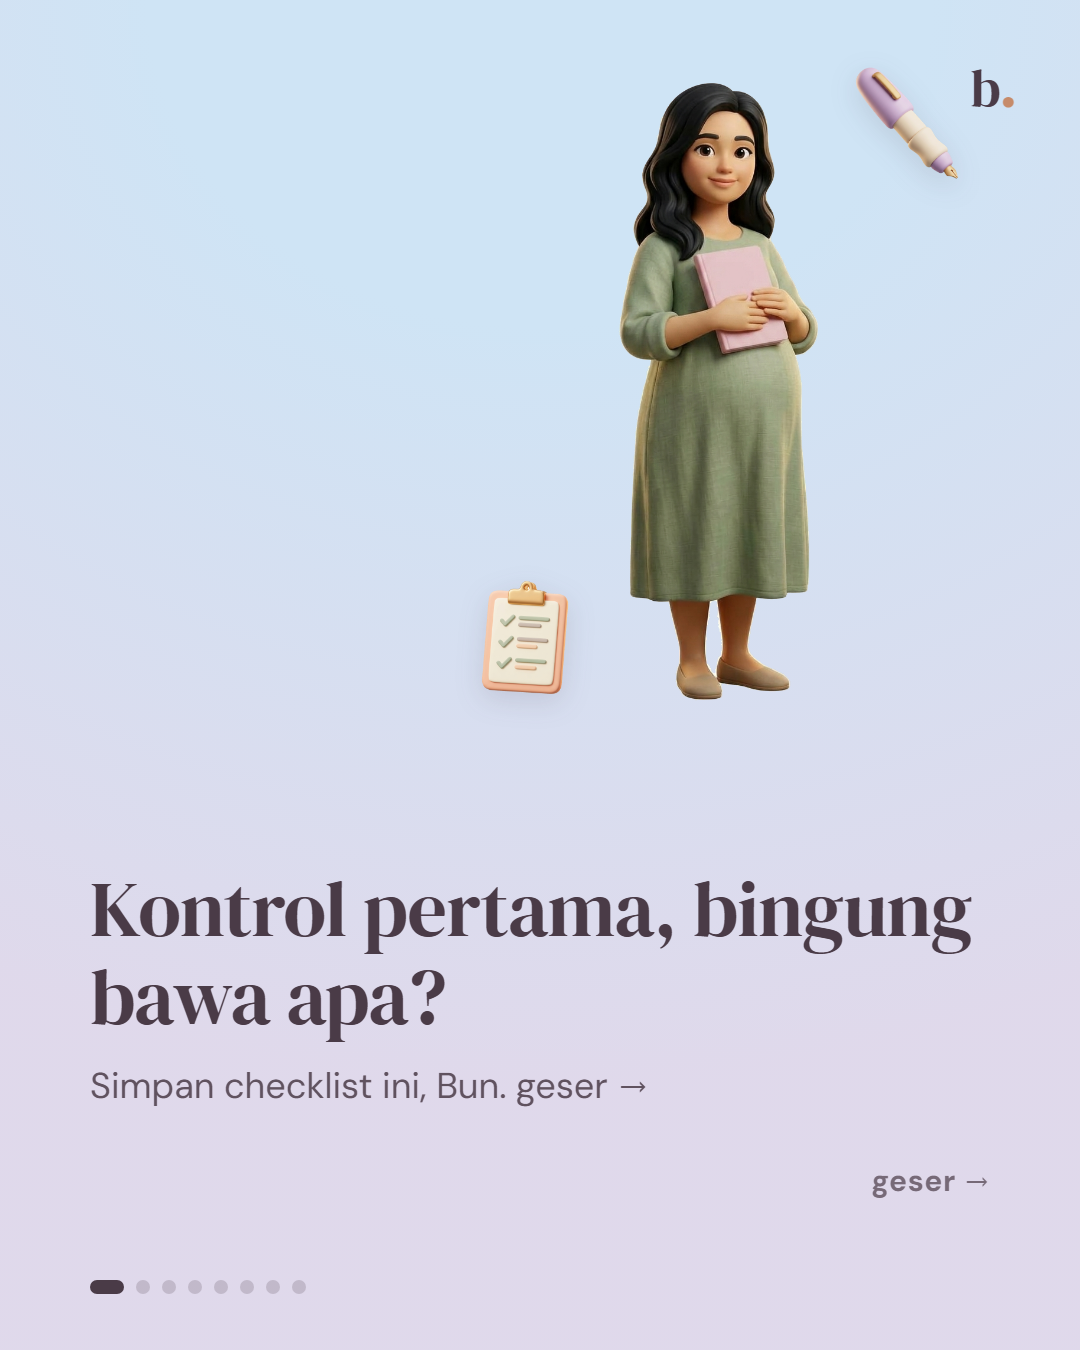 b.
Kontrol pertama, bingung
bawa apa?
Simpan checklist ini, Bun. geser →
geser →